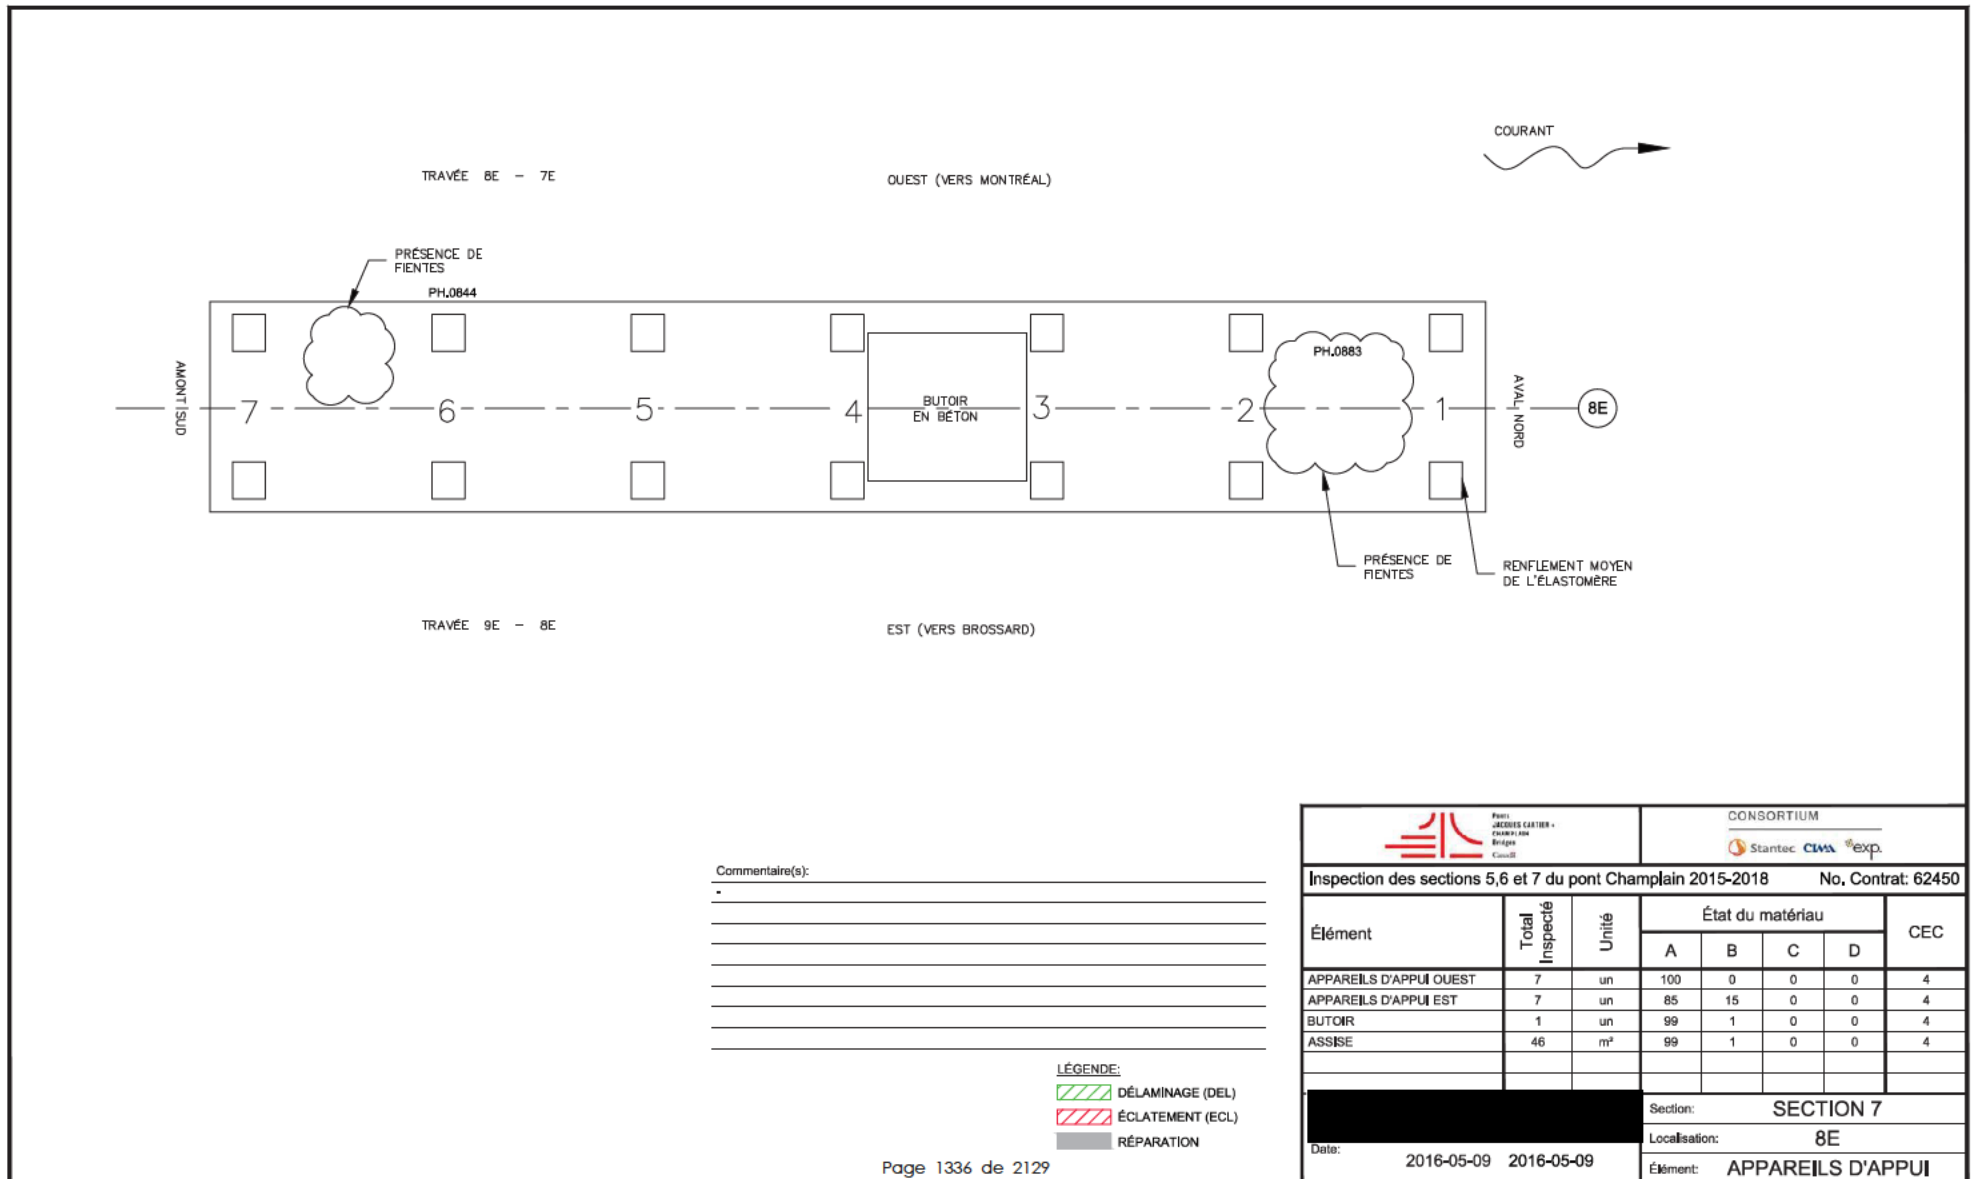 COURANT
TRAVÉE 8E - 7E
OUEST (VERS MONTRÉAL)
PRÉSENCE DE
FIENTES
PH.0844
PH.0883
AMONT\SUD
7
6
5
4
BUTOIR
EN BÉTON
3
2
1
AVAL NORD
8E
PRÉSENCE DE
FIENTES
RENFLEMENT MOYEN
DE L'ÉLASTOMÈRE
TRAVÉE 9E - 8E
EST (VERS BROSSARD)
Commentaire(s):
-
LÉGENDE:
DÉLAMINAGE (DEL)
ÉCLATEMENT (ECL)
RÉPARATION
Page 1336 de 2129
Ponts
JACQUES CARTIER +
CHAMPLAIN
Bridges
Canada
CONSORTIUM
Stantec CIMA+ exp.
Inspection des sections 5,6 et 7 du pont Champlain 2015-2018 No. Contrat: 62450
Élément Total Inspecté Unité État du matériau CEC
A B C D
APPAREILS D'APPUI OUEST 7 un 100 0 0 0 4
APPAREILS D'APPUI EST 7 un 85 15 0 0 4
BUTOIR 1 un 99 1 0 0 4
ASSISE 46 m² 99 1 0 0 4
Date: 2016-05-09 2016-05-09
Section: SECTION 7
Localisation: 8E
Élément: APPAREILS D'APPUI